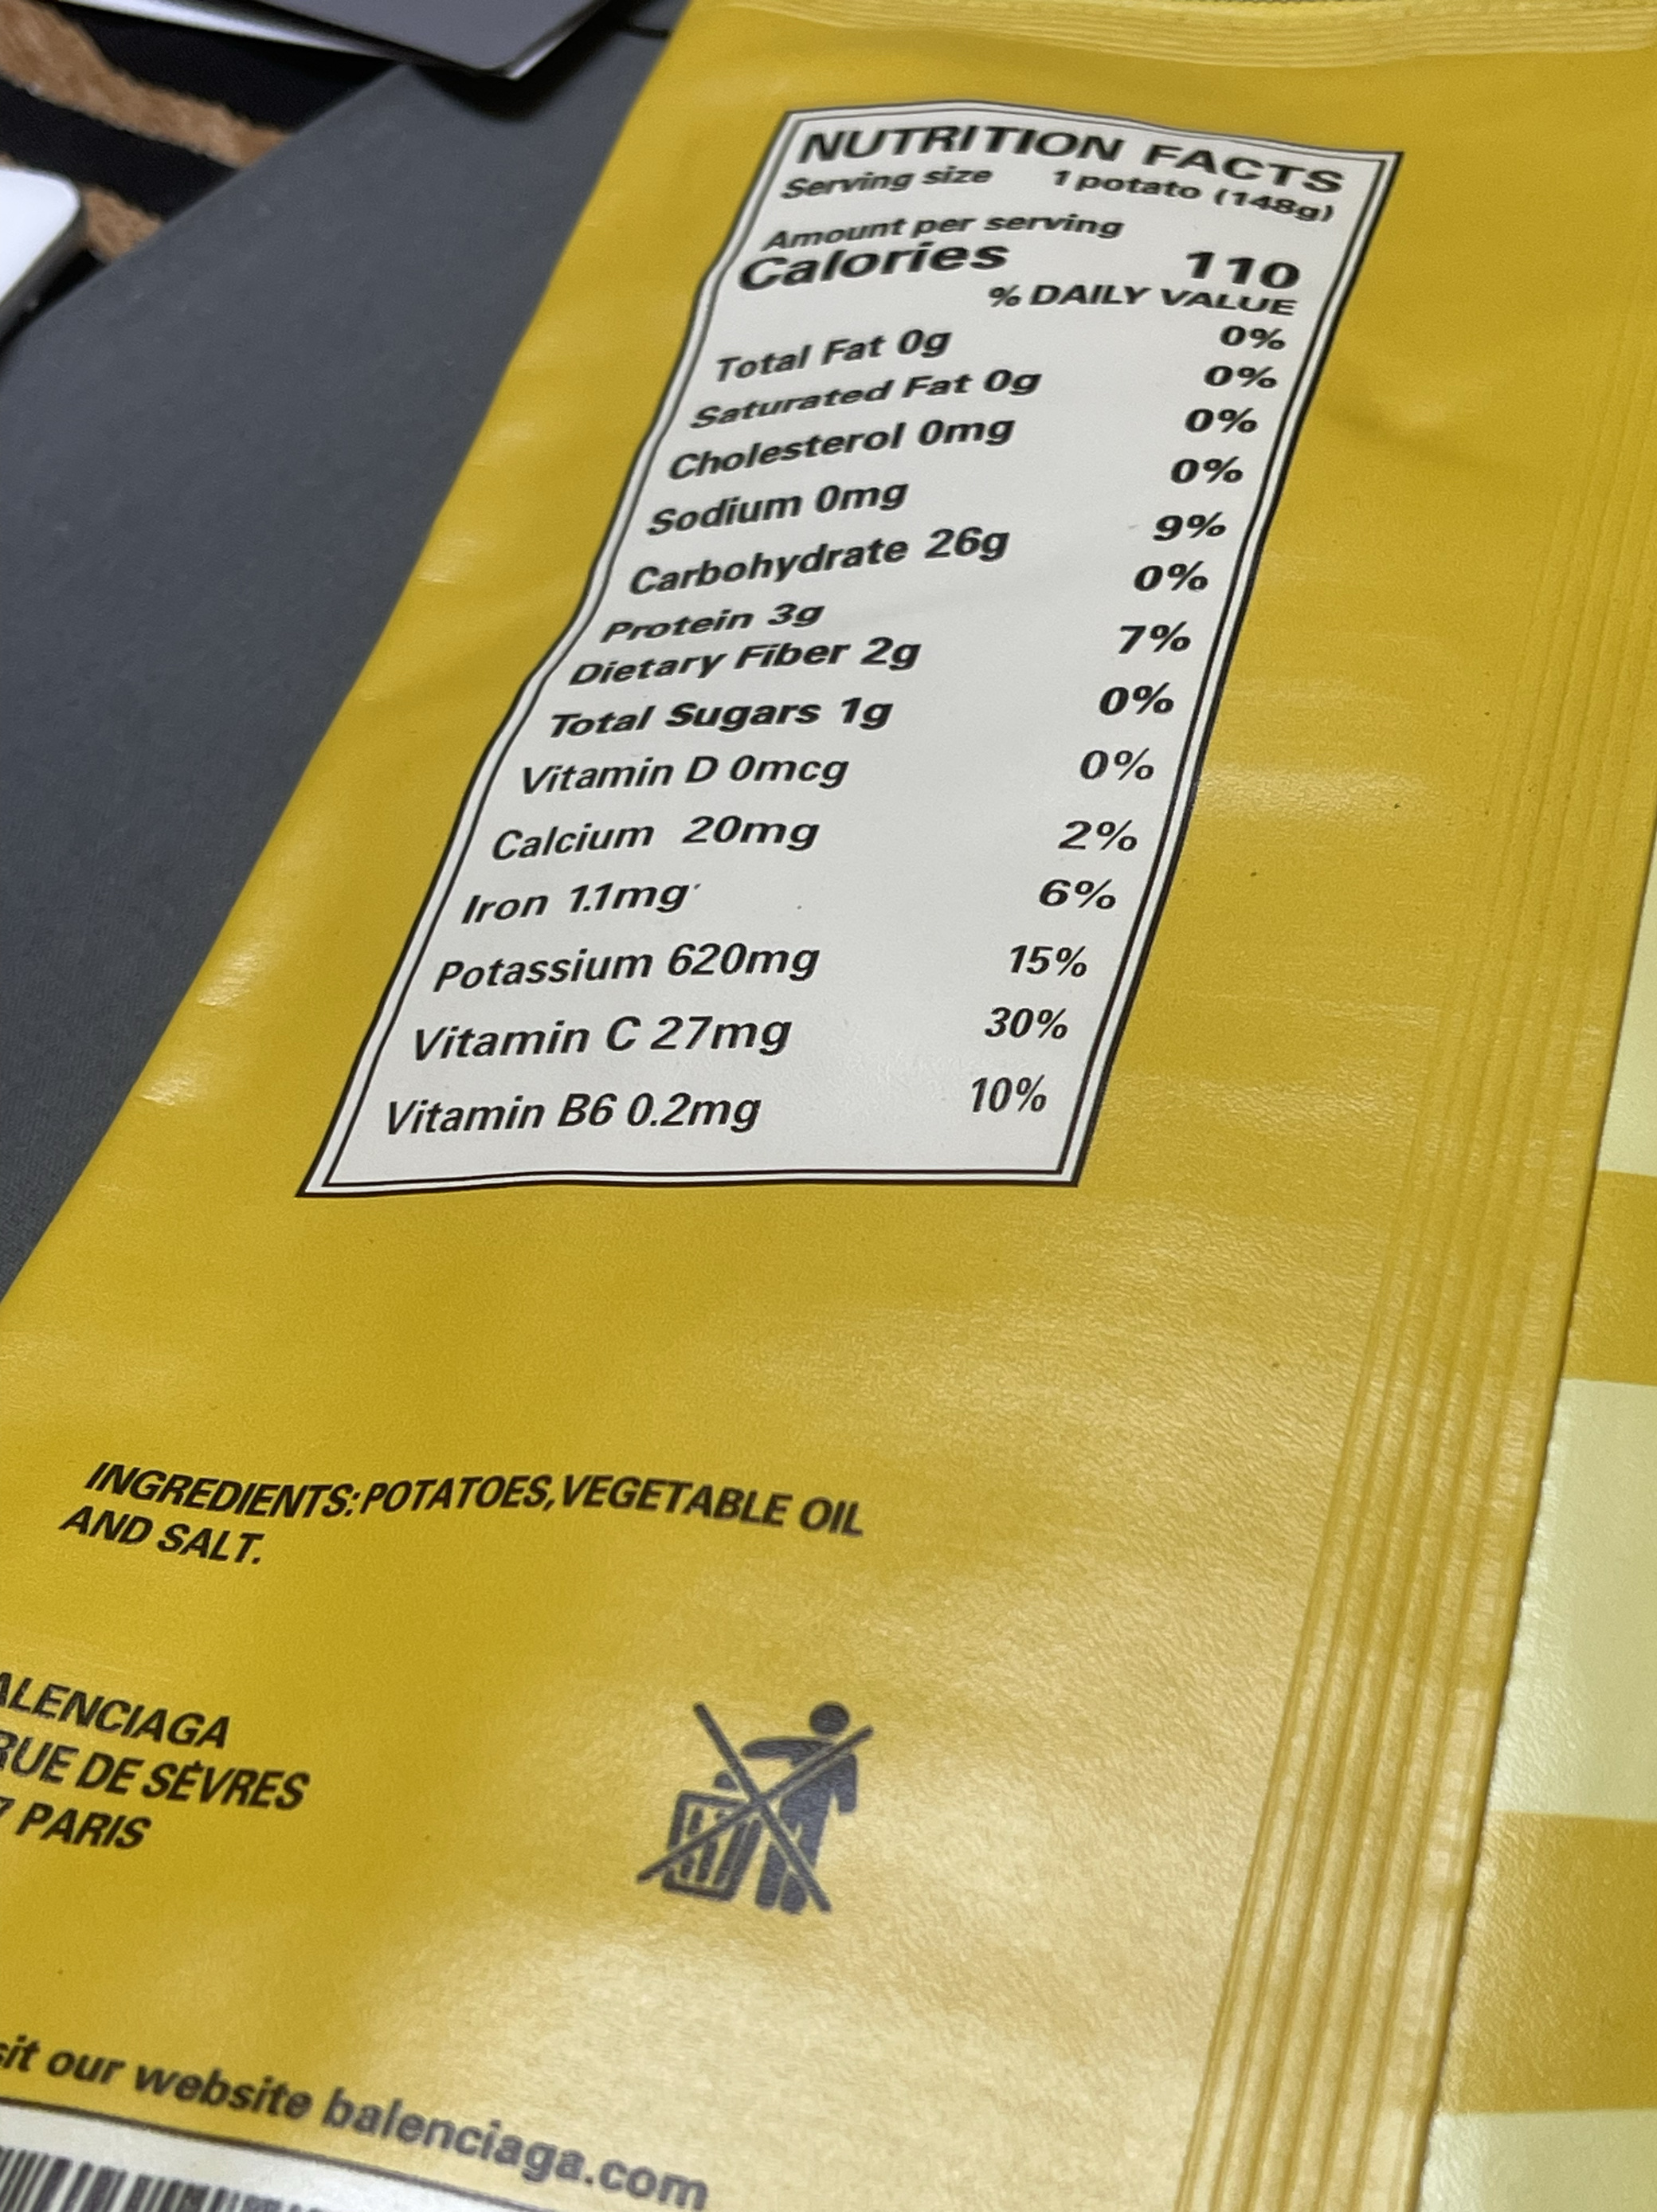 NUTRITION FACTS
Serving size 1 potato (148g)
Amount per serving
Calories 110
% DAILY VALUE
Total Fat 0g 0%
Saturated Fat 0g 0%
Cholesterol 0mg 0%
Sodium 0mg 0%
Carbohydrate 26g 9%
Protein 3g 0%
Dietary Fiber 2g 7%
Total Sugars 1g 0%
Vitamin D 0mcg 0%
Calcium 20mg 2%
Iron 1.1mg 6%
Potassium 620mg 15%
Vitamin C 27mg 30%
Vitamin B6 0.2mg 10%
INGREDIENTS: POTATOES, VEGETABLE OIL
AND SALT.
ALENCIAGA
RUE DE SÈVRES
7 PARIS
sit our website balenciaga.com